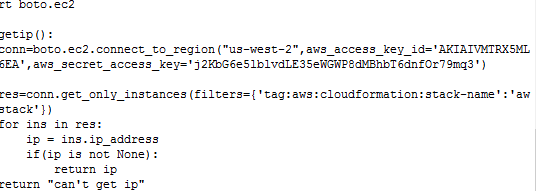 rt boto.ec2
getip():
conn=boto.ec2.connect_to_region("us-west-2",aws_access_key_id='AKIAIVMTRX5ML
6EA',aws_secret_access_key='')
res=conn.get_only_instances(filters={'tag:aws:cloudformation:stack-name':'aw
stack'})
for ins in res:
ip = ins.ip_address
if(ip is not None):
return ip
return "can't get ip"